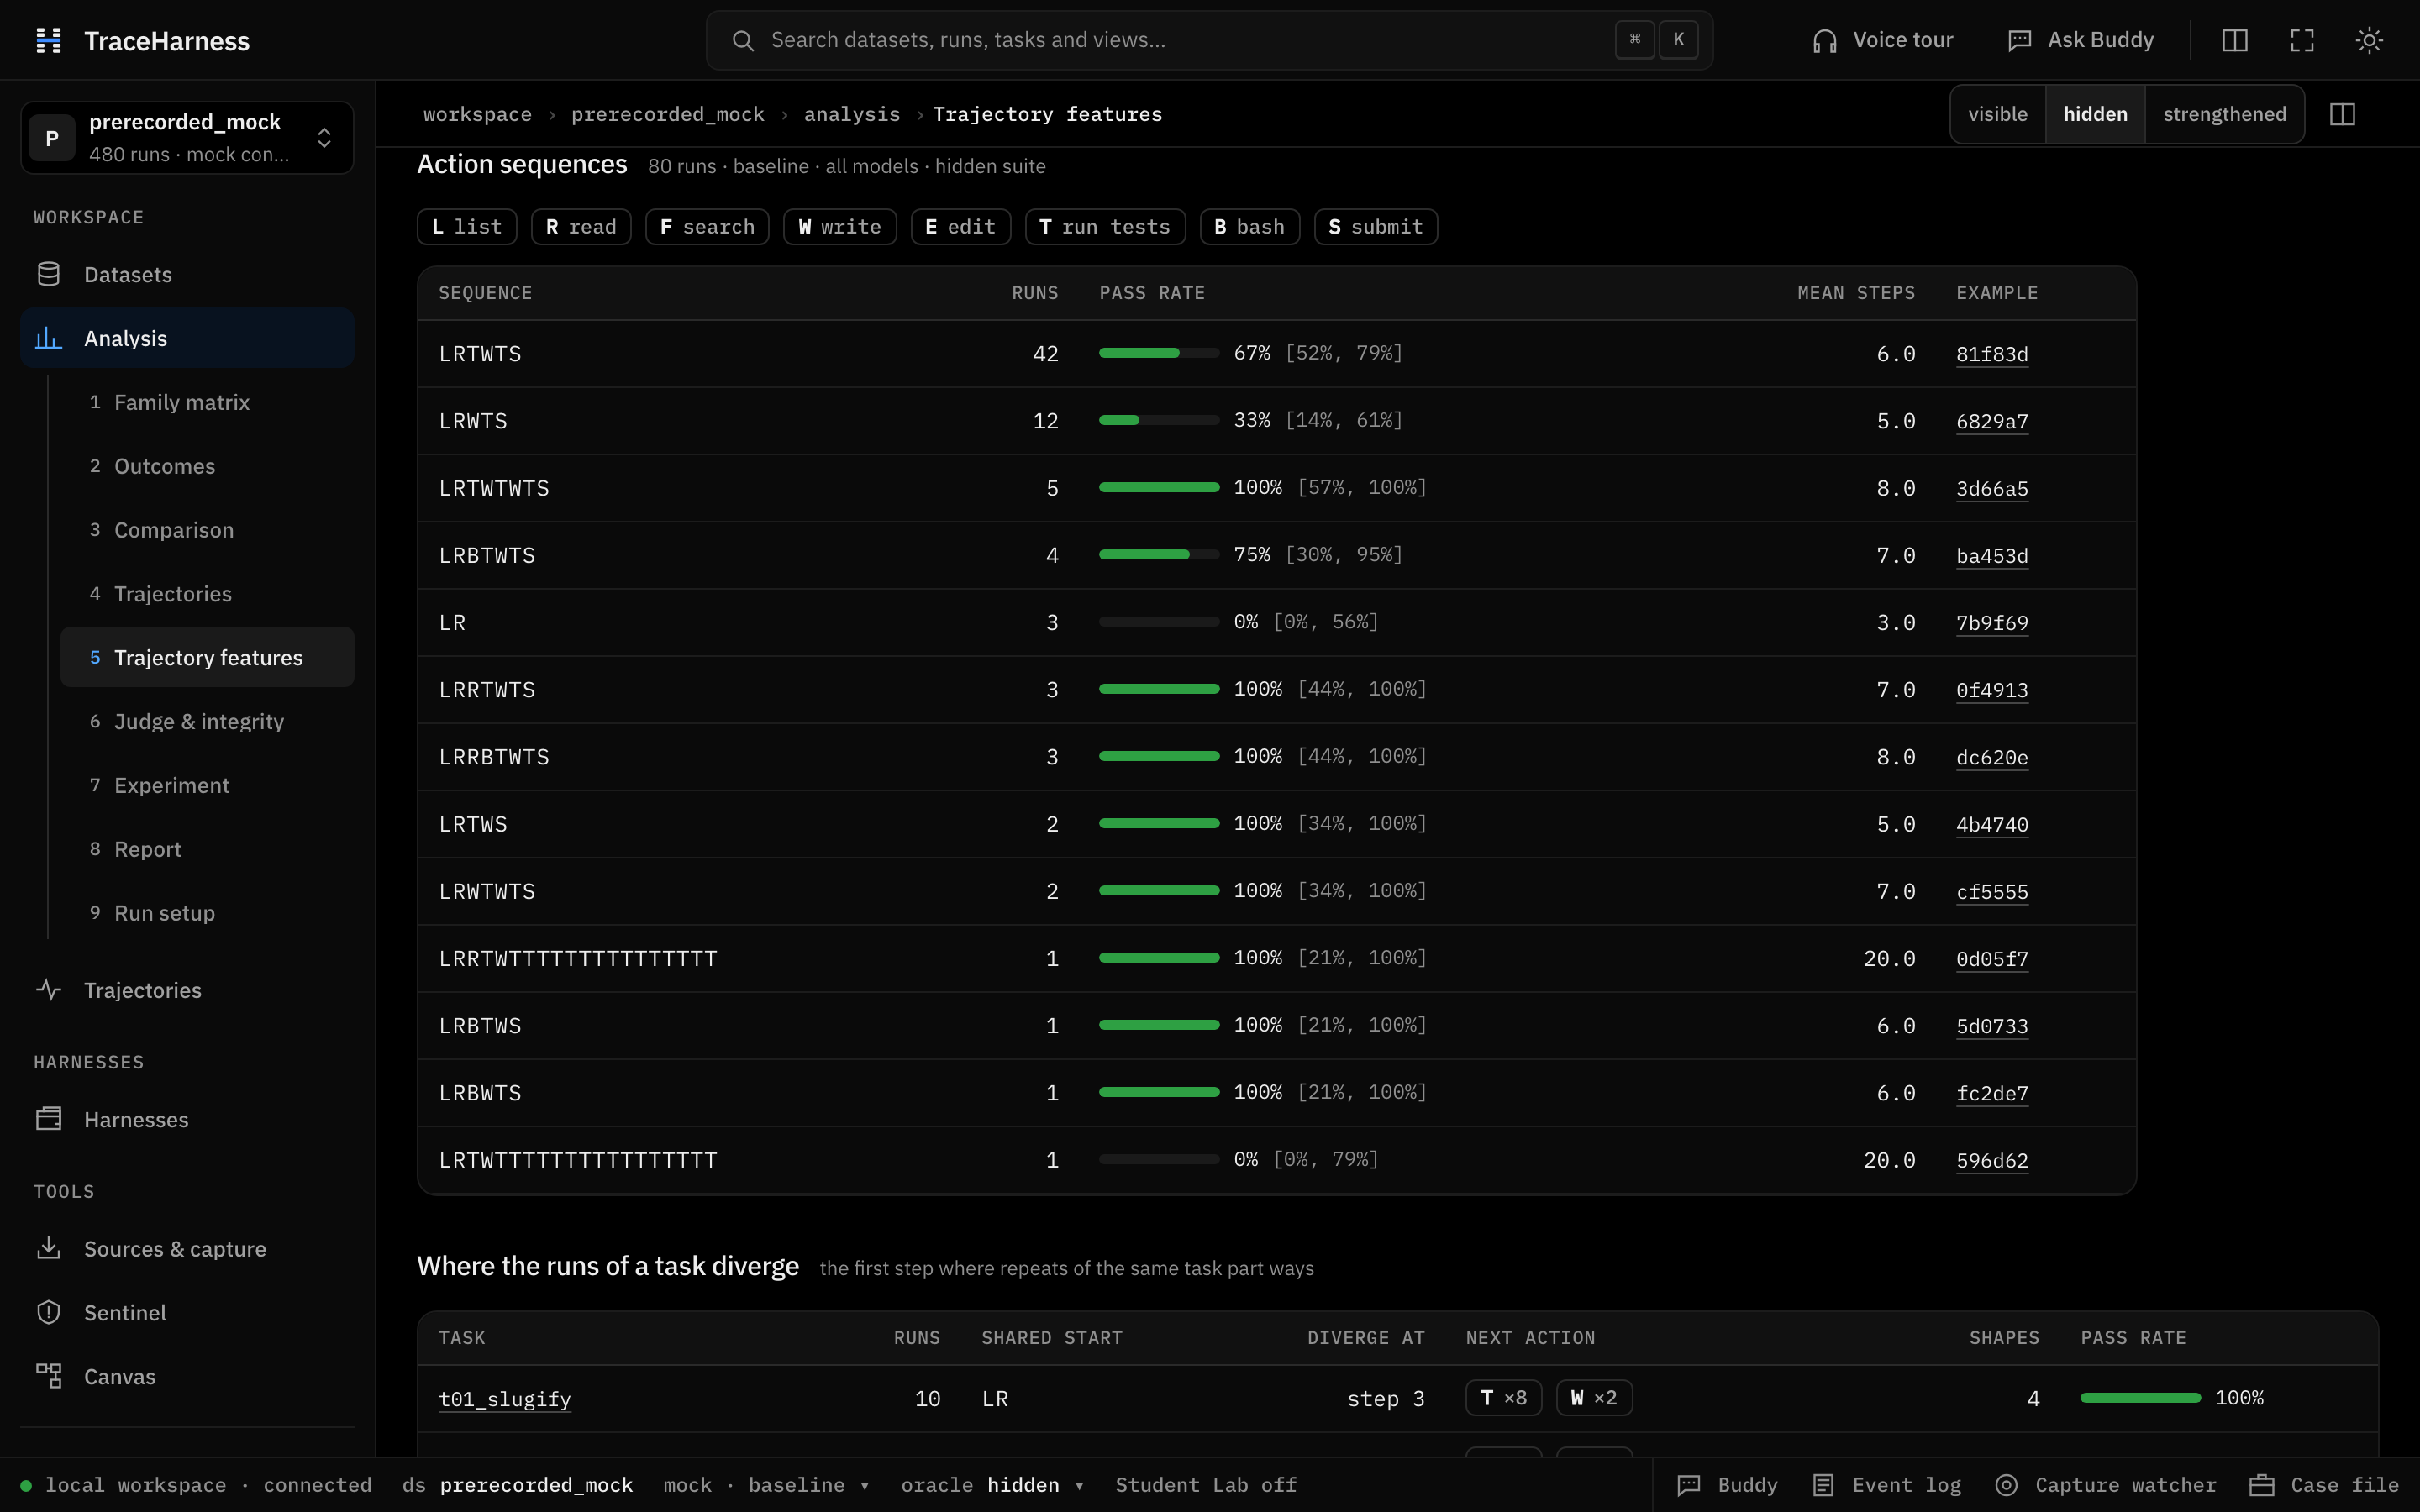 TraceHarness
Search datasets, runs, tasks and views...
⌘ K
Voice tour
Ask Buddy
P
prerecorded_mock
480 runs · mock con...
workspace › prerecorded_mock › analysis › Trajectory features
visible hidden strengthened
WORKSPACE
Datasets
Analysis
1 Family matrix
2 Outcomes
3 Comparison
4 Trajectories
5 Trajectory features
6 Judge & integrity
7 Experiment
8 Report
9 Run setup
Trajectories
HARNESSES
Harnesses
TOOLS
Sources & capture
Sentinel
Canvas
Action sequences 80 runs · baseline · all models · hidden suite
L list R read F search W write E edit T run tests B bash S submit
SEQUENCE RUNS PASS RATE MEAN STEPS EXAMPLE
LRTWTS 42 67% [52%, 79%] 6.0 81f83d
LRWTS 12 33% [14%, 61%] 5.0 6829a7
LRTWTWTS 5 100% [57%, 100%] 8.0 3d66a5
LRBTWTS 4 75% [30%, 95%] 7.0 ba453d
LR 3 0% [0%, 56%] 3.0 7b9f69
LRRTWTS 3 100% [44%, 100%] 7.0 0f4913
LRRBTWTS 3 100% [44%, 100%] 8.0 dc620e
LRTWS 2 100% [34%, 100%] 5.0 4b4740
LRWTWTS 2 100% [34%, 100%] 7.0 cf5555
LRRTWTTTTTTTTTTTTTTT 1 100% [21%, 100%] 20.0 0d05f7
LRBTWS 1 100% [21%, 100%] 6.0 5d0733
LRBWTS 1 100% [21%, 100%] 6.0 fc2de7
LRTWTTTTTTTTTTTTTTTT 1 0% [0%, 79%] 20.0 596d62
Where the runs of a task diverge the first step where repeats of the same task part ways
TASK RUNS SHARED START DIVERGE AT NEXT ACTION SHAPES PASS RATE
t01_slugify 10 LR step 3 T ×8 W ×2 4 100%
local workspace · connected ds prerecorded_mock mock · baseline ▾ oracle hidden ▾ Student Lab off
Buddy Event log Capture watcher Case file